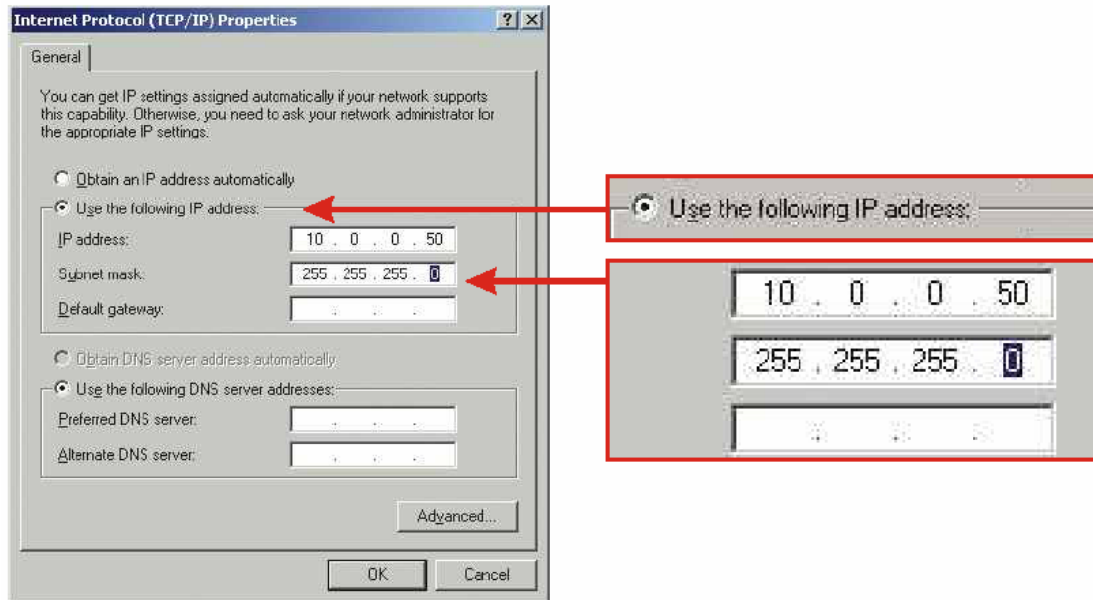 Internet Protocol (TCP/IP) Properties
General
You can get IP settings assigned automatically if your network supports
this capability. Otherwise, you need to ask your network administrator for
the appropriate IP settings.
Obtain an IP address automatically
Use the following IP address:
IP address:
10 . 0 . 0 . 50
Subnet mask:
255 . 255 . 255 . 0
Default gateway:
. . .
Obtain DNS server address automatically
Use the following DNS server addresses:
Preferred DNS server:
. . .
Alternate DNS server:
. . .
Advanced...
OK
Cancel
Use the following IP address:
10 . 0 . 0 . 50
255 . 255 . 255 . 0
. . .